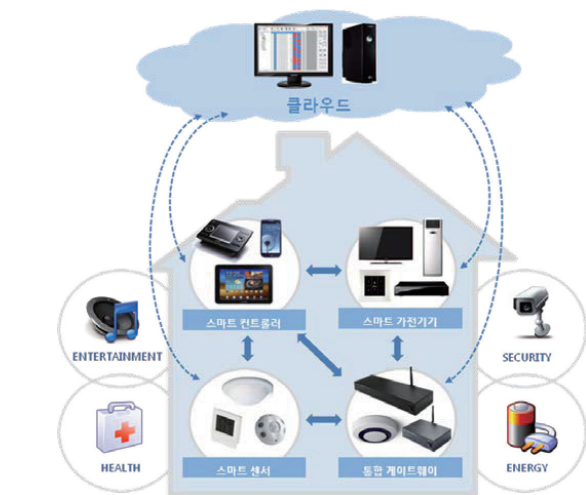 클라우드
스마트 컨트롤러
스마트 가전기기
ENTERTAINMENT
SECURITY
스마트 센서
통합 게이트웨이
HEALTH
ENERGY